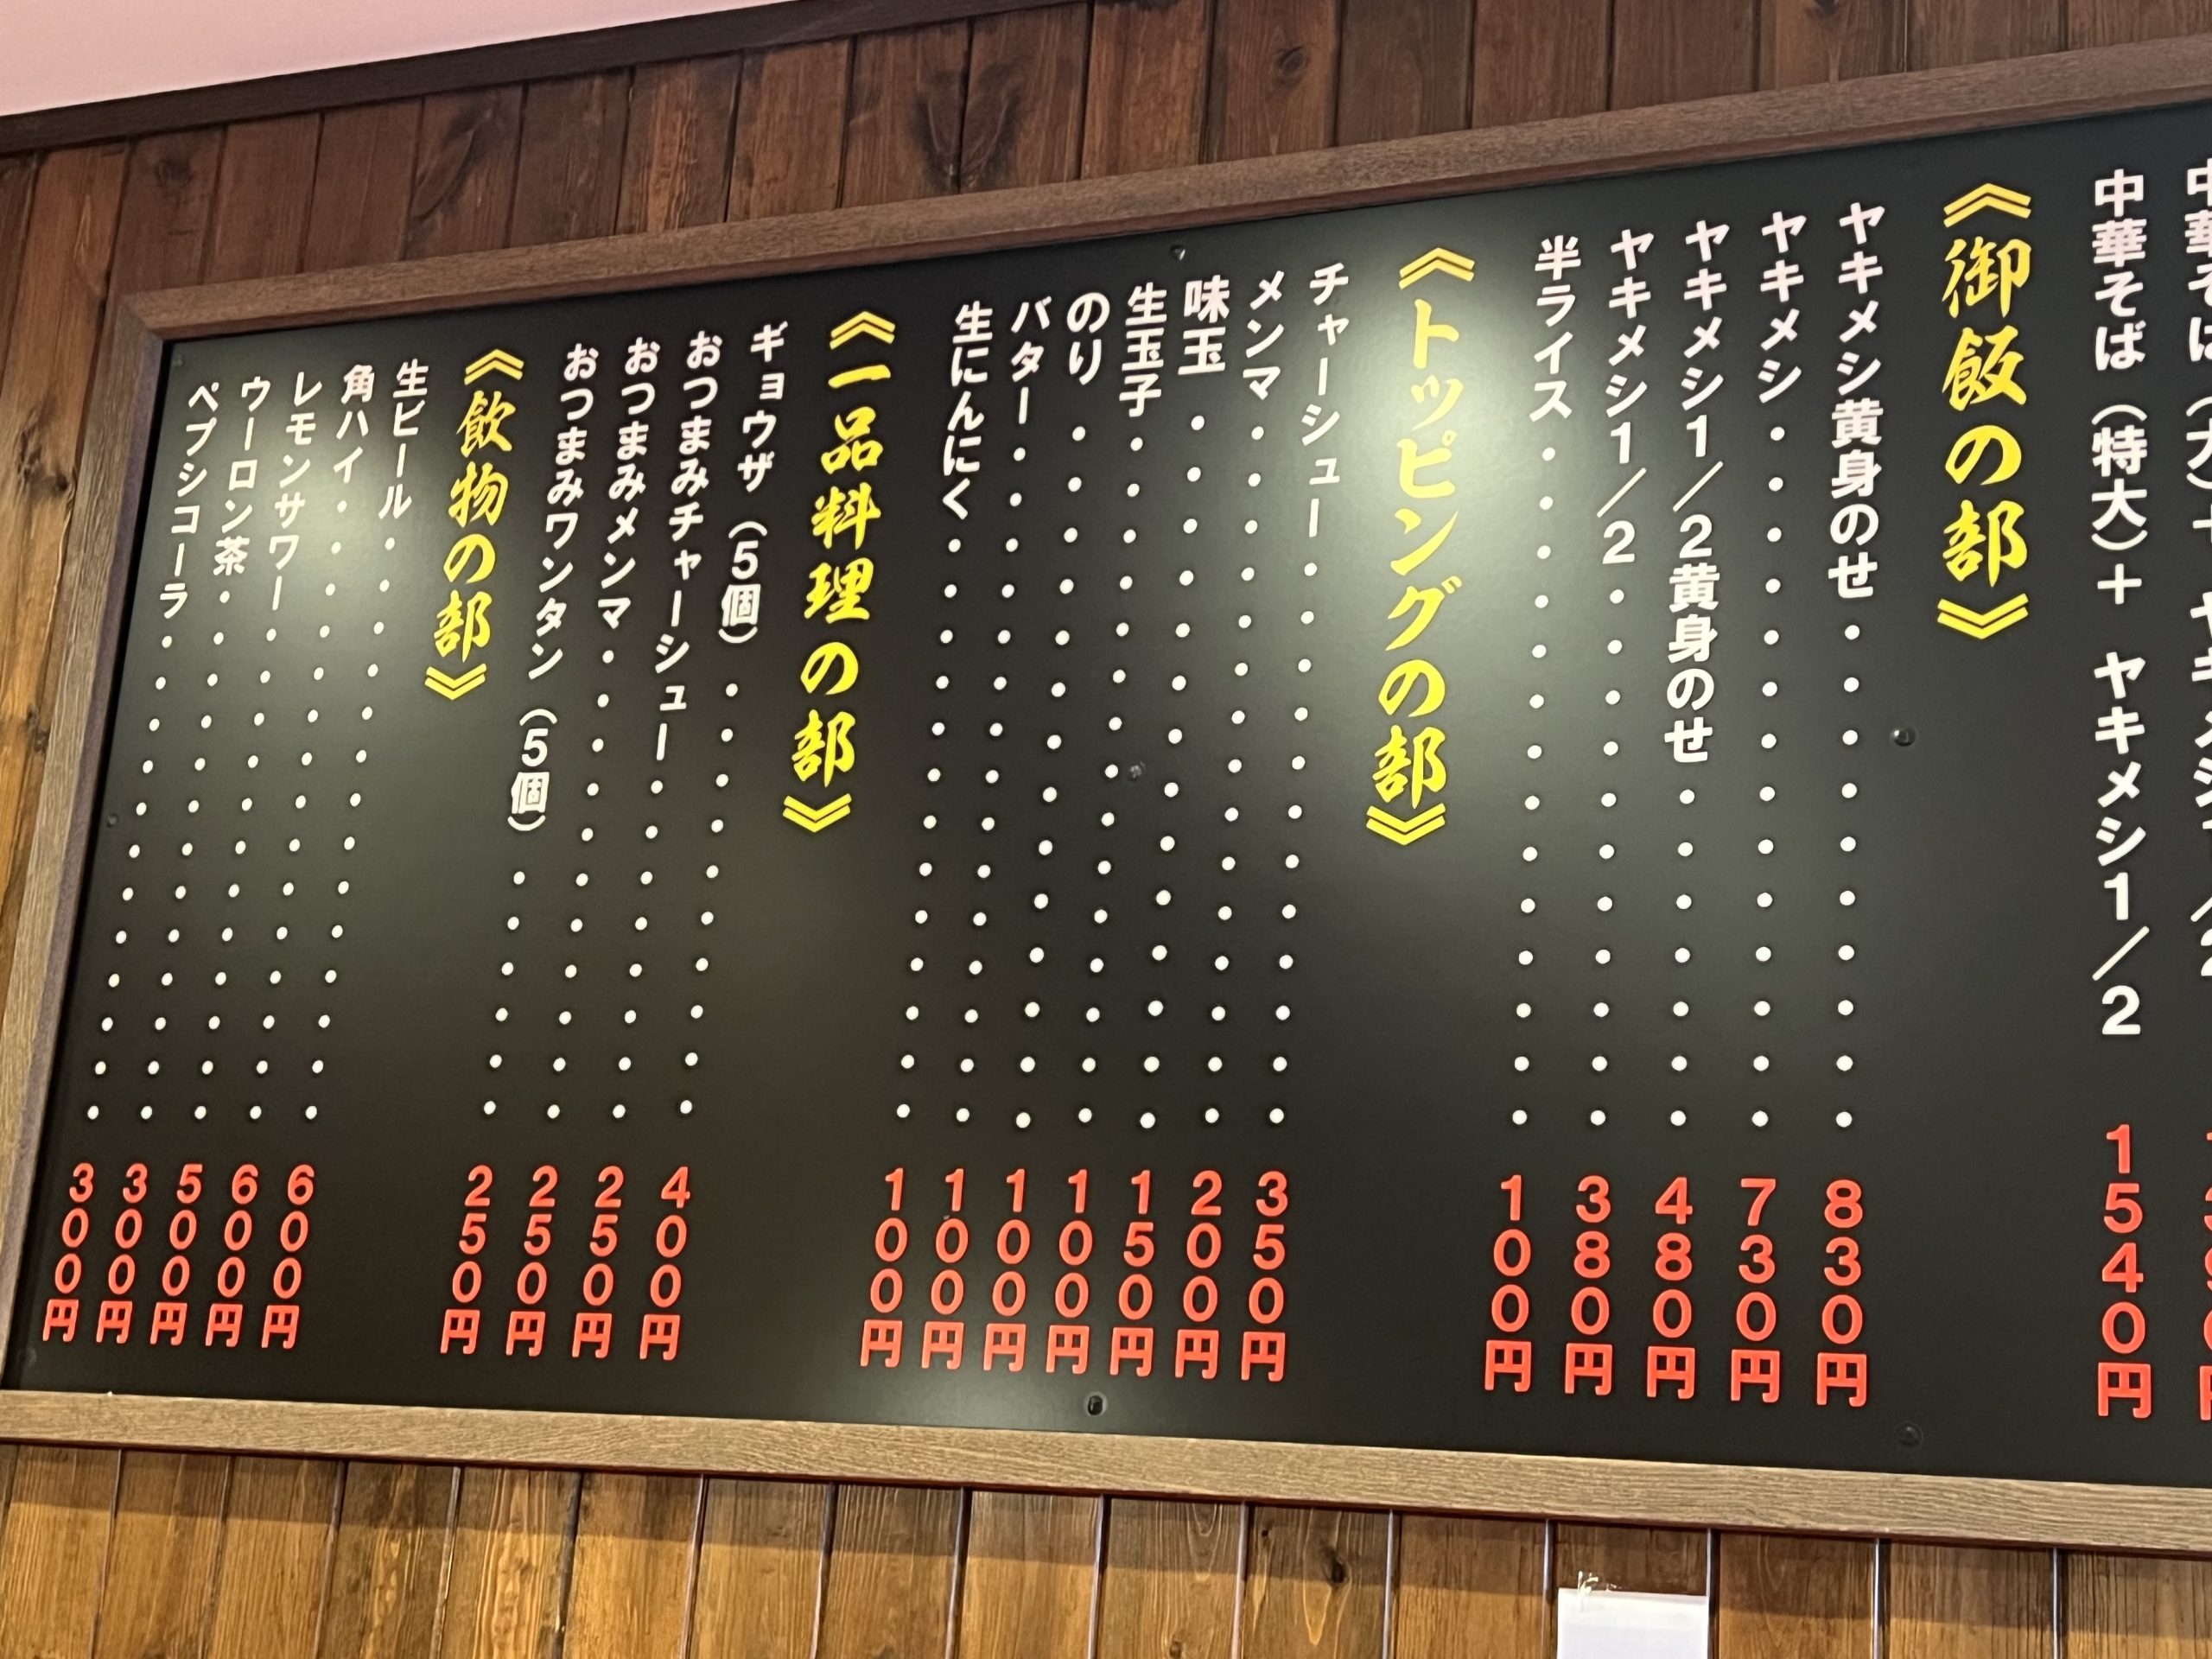 中華そば（特大）＋ ヤキメシ1／2 1540円
《御飯の部》
ヤキメシ黄身のせ・・・・・・・・・・830円
ヤキメシ・・・・・・・・・・・・・・730円
ヤキメシ1／2黄身のせ・・・・・・・480円
ヤキメシ1／2・・・・・・・・・・・380円
半ライス・・・・・・・・・・・・・・100円
《トッピングの部》
チャーシュー・・・・・・・・・・・・350円
メンマ・・・・・・・・・・・・・・・200円
味玉・・・・・・・・・・・・・・150円
生玉子・・・・・・・・・・・・・・・100円
のり・・・・・・・・・・・・・・100円
バター・・・・・・・・・・・・・・・100円
生にんにく・・・・・・・・・・・・・100円
《一品料理の部》
ギョウザ（5個）・・・・・・・・・・400円
おつまみチャーシュー・・・・・・・・250円
おつまみメンマ・・・・・・・・・・・250円
おつまみワンタン（5個）・・・・・・250円
《飲物の部》
生ビール・・・・・・・・・・・・・・600円
角ハイ・・・・・・・・・・・・・・・600円
レモンサワー・・・・・・・・・・・・500円
ウーロン茶・・・・・・・・・・・・・300円
ペプシコーラ・・・・・・・・・・・・300円